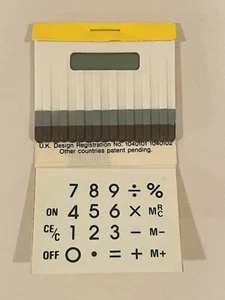 U.K. Design Registration No. 1040101 1040102
Other countries patent pending.
7 8 9 ÷ %
ON 4 5 6 × MRC
CE/C 1 2 3 − M−
OFF 0 • = + M+